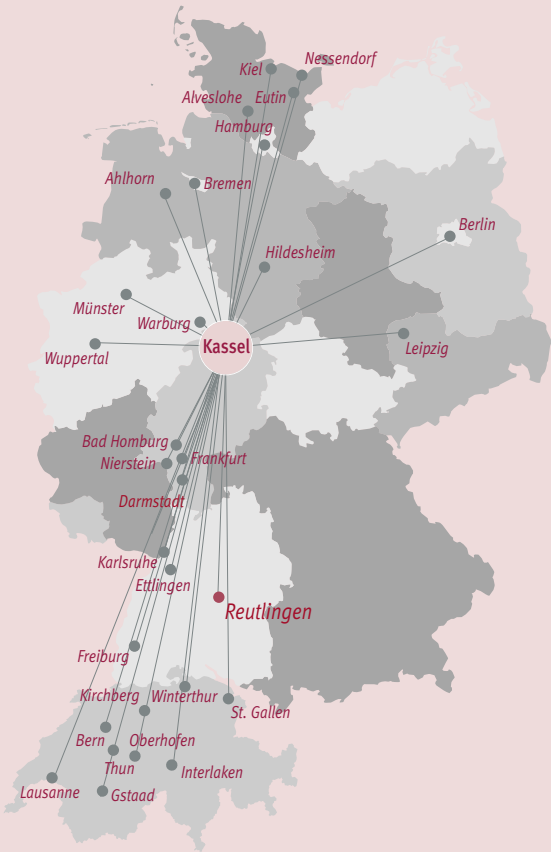 Nessendorf
Kiel
Alveslohe
Eutin
Hamburg
Ahlhorn
Bremen
Berlin
Hildesheim
Münster
Warburg
Kassel
Wuppertal
Leipzig
Bad Homburg
Nierstein
Frankfurt
Darmstadt
Karlsruhe
Ettlingen
Reutlingen
Freiburg
Kirchberg
Winterthur
St. Gallen
Bern
Oberhofen
Thun
Interlaken
Lausanne
Gstaad